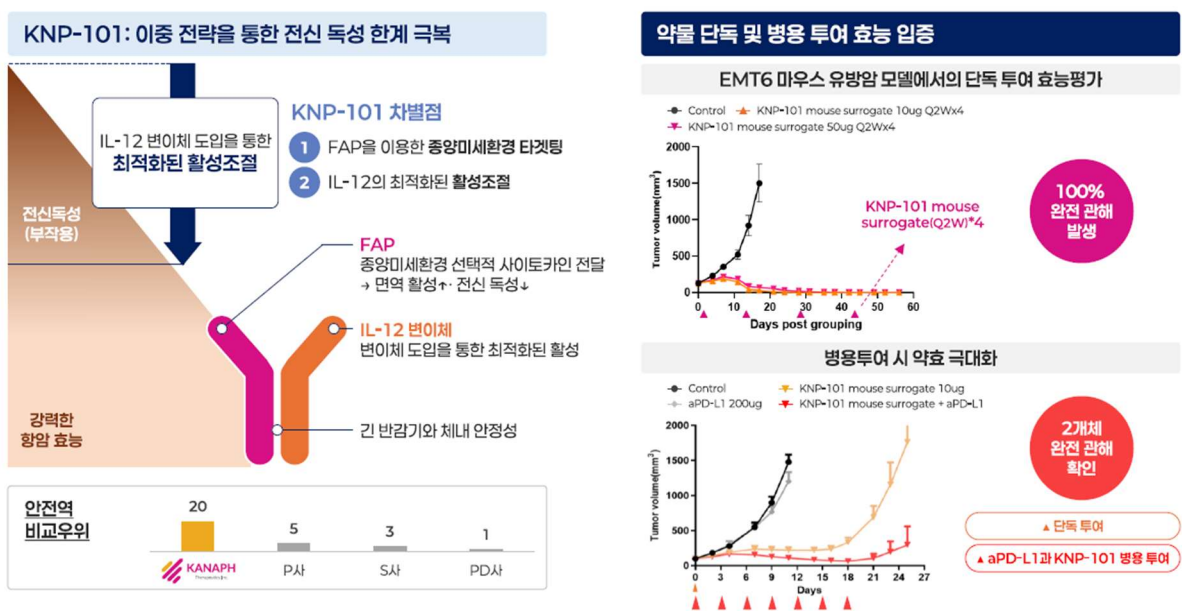 KNP-101: 이중 전략을 통한 전신 독성 한계 극복
IL-12 변이체 도입을 통한
최적화된 활성조절
KNP-101 차별점
1 FAP을 이용한 종양미세환경 타겟팅
2 IL-12의 최적화된 활성조절
전신독성
(부작용)
FAP
종양미세환경 선택적 사이토카인 전달
→ 면역 활성↑· 전신 독성↓
IL-12 변이체
변이체 도입을 통한 최적화된 활성
강력한
항암 효능
긴 반감기와 체내 안정성
안전역
비교우위
20
5
3
1
KANAPH
Therapeutics Inc.
P사
S사
PD사
약물 단독 및 병용 투여 효능 입증
EMT6 마우스 유방암 모델에서의 단독 투여 효능평가
Control
KNP-101 mouse surrogate 10ug Q2Wx4
KNP-101 mouse surrogate 50ug Q2Wx4
Tumor volume(mm³)
2000
1500
1000
500
0
0 10 20 30 40 50 60
Days post grouping
KNP-101 mouse
surrogate(Q2W)*4
100%
완전 관해
발생
병용투여 시 약효 극대화
Control
KNP-101 mouse surrogate 10ug
aPD-L1 200ug
KNP-101 mouse surrogate + aPD-L1
Tumor volume(mm³)
2000
1500
1000
500
0
0 3 6 9 12 15 18 21 24 27
Days
2개체
완전 관해
확인
▲ 단독 투여
▲ aPD-L1과 KNP-101 병용 투여